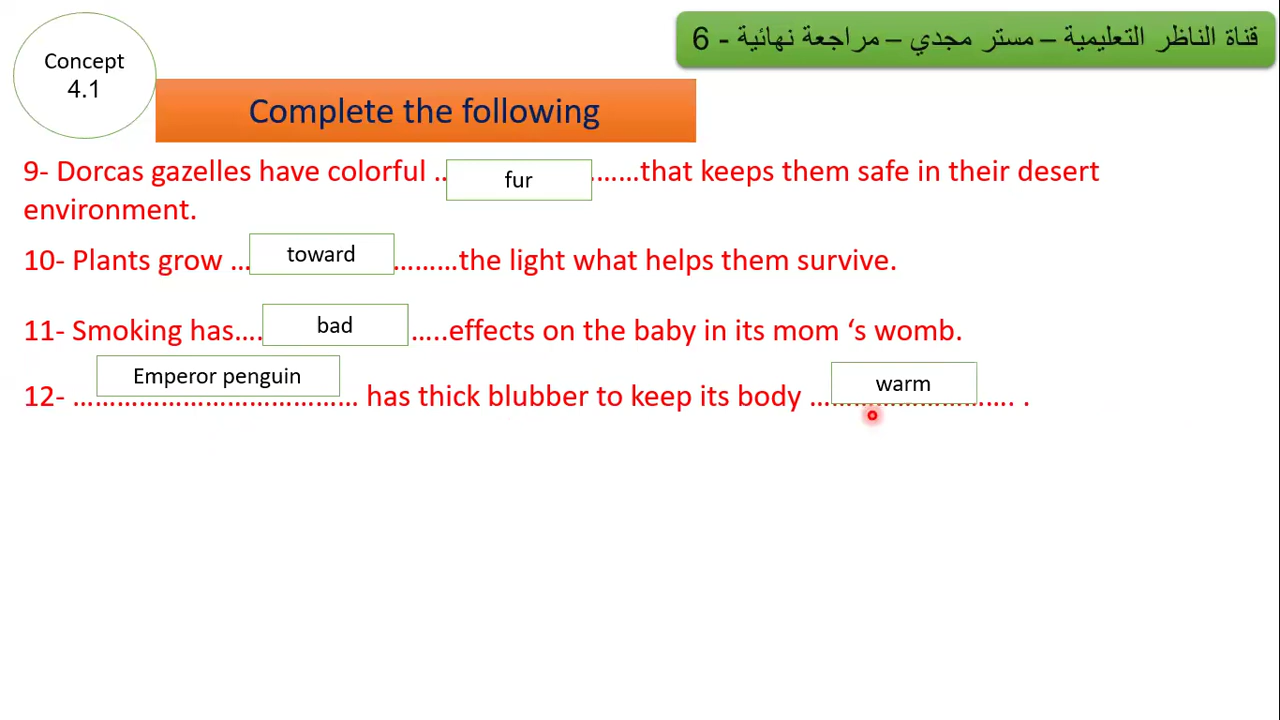 Concept
4.1
قناة الناظر التعليمية – مستر مجدي – مراجعة نهائية - 6
Complete the following
9- Dorcas gazelles have colorful .. fur .……that keeps them safe in their desert
environment.
10- Plants grow … toward ………the light what helps them survive.
11- Smoking has…. bad …..effects on the baby in its mom ‘s womb.
12- Emperor penguin ………………………………… has thick blubber to keep its body … warm …………………. .